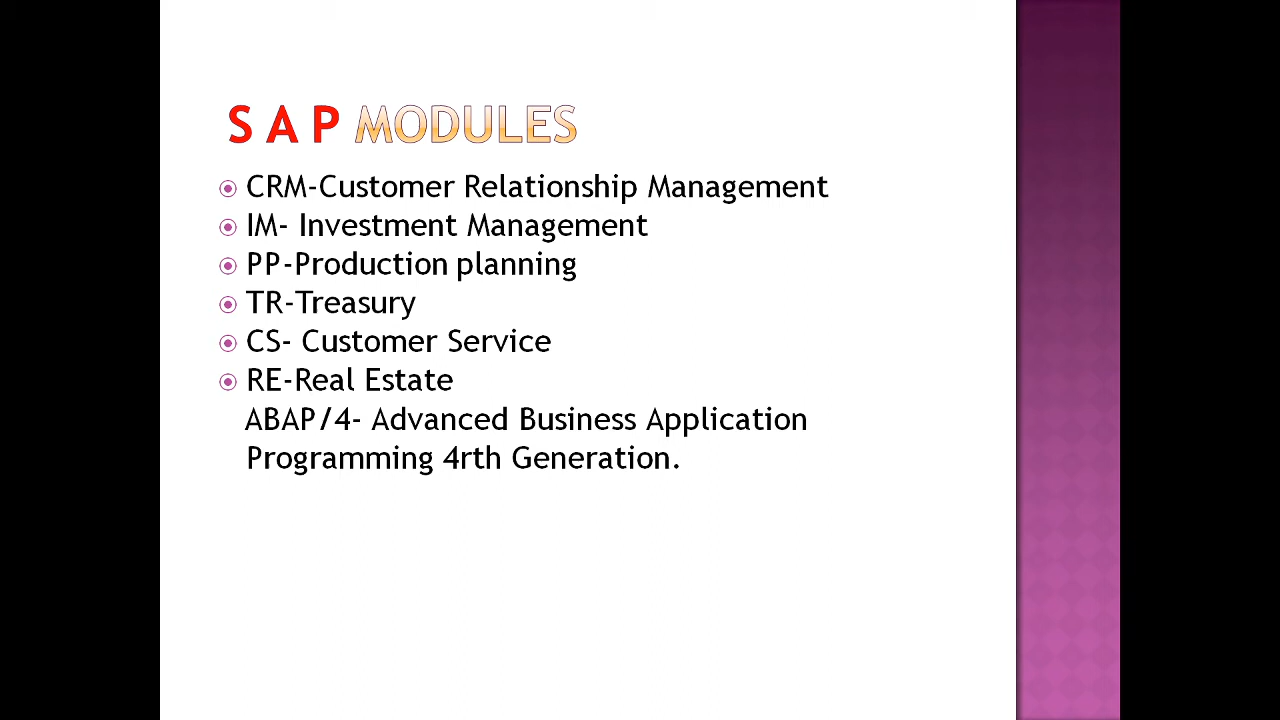 S A P MODULES
CRM-Customer Relationship Management
IM- Investment Management
PP-Production planning
TR-Treasury
CS- Customer Service
RE-Real Estate
ABAP/4- Advanced Business Application
Programming 4rth Generation.